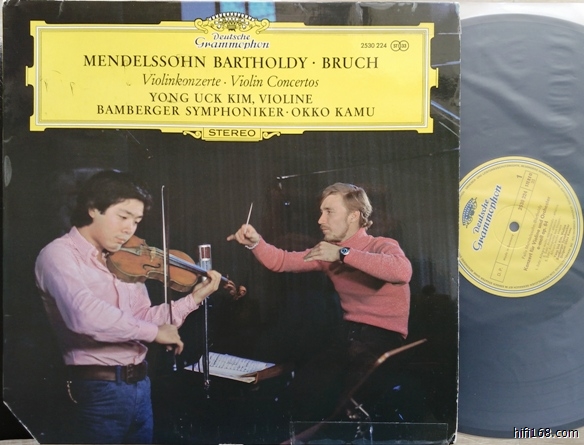 Deutsche
Grammophon
2530 224
MENDELSSOHN BARTHOLDY · BRUCH
Violinkonzerte · Violin Concertos
YONG UCK KIM, VIOLINE
BAMBERGER SYMPHONIKER · OKKO KAMU
STEREO
Deutsche
Grammophon
1
hifi168.com